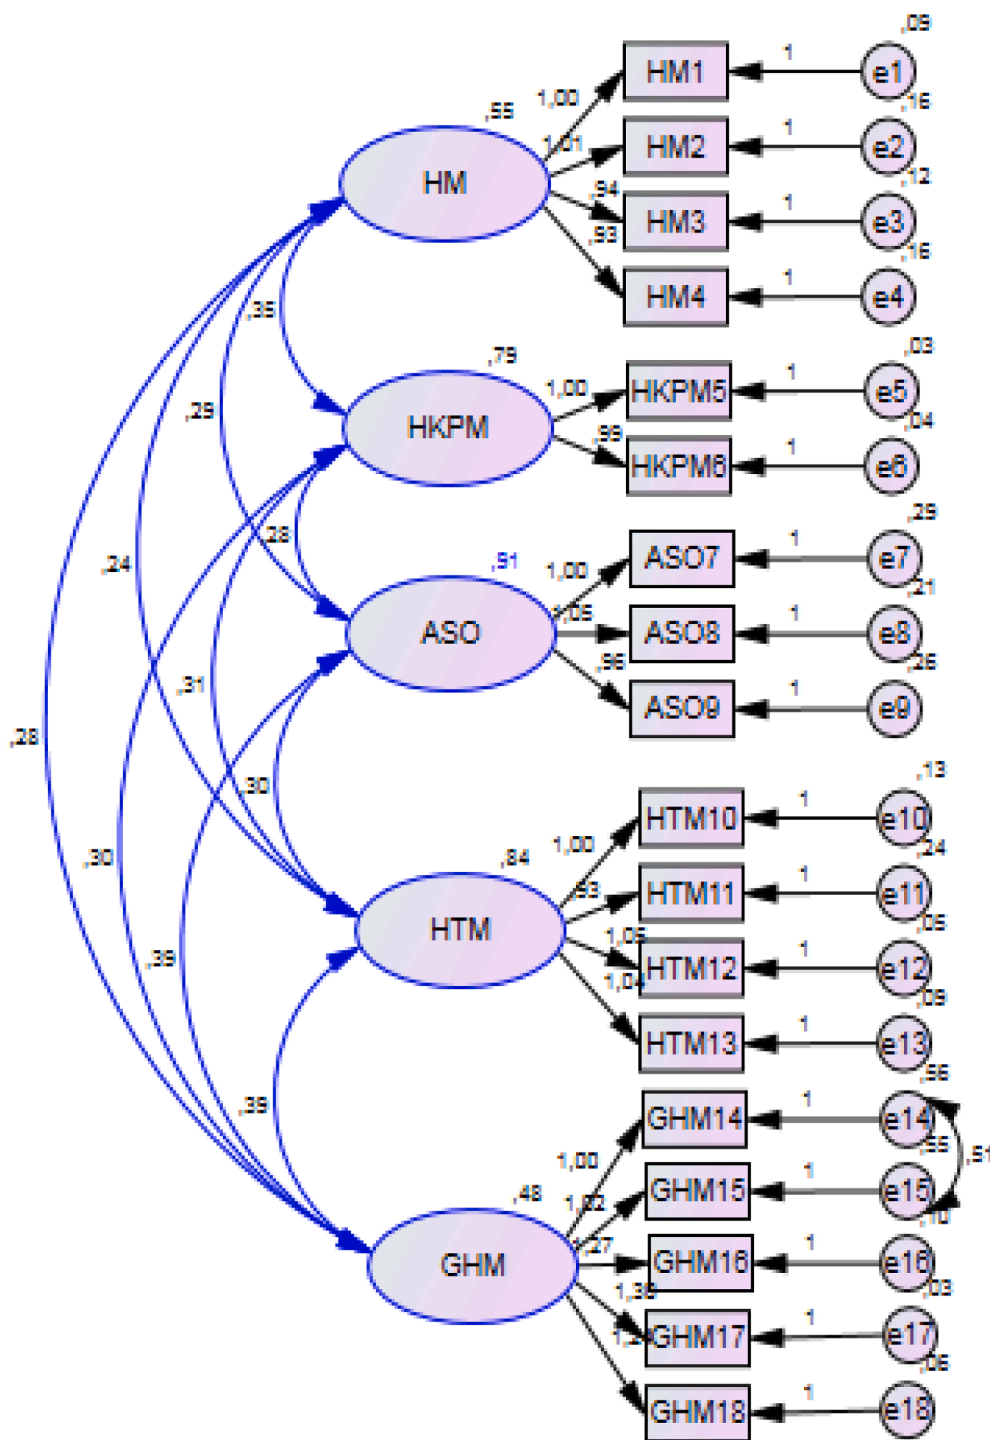 ,09
1 HM1 e1
1,00
,55
,16
1,01 1 HM2 e2
HM
,12
,94 1 HM3 e3
,93
,16
1 HM4 e4
,35
,03
,79
1,00 1 HKPM5 e5
,29
HKPM
,04
,99 1 HKPM6 e6
,28
,29
,91
1,00 1 ASO7 e7
,24
,21
1,05 1 ASO8 e8
ASO
,26
,96 1 ASO9 e9
,31
,28
,30
,13
1 HTM10 e10
1,00
,84
,24
,30
,93 1 HTM11 e11
HTM
,05
1,05 1 HTM12 e12
,39
1,04
,09
1 HTM13 e13
,56
,39
1 GHM14 e14
,55
,51
1,00
,48
1,02 1 GHM15 e15
,10
1,27 1 GHM16 e16
GHM
,03
1 GHM17 e17
,06
1 GHM18 e18